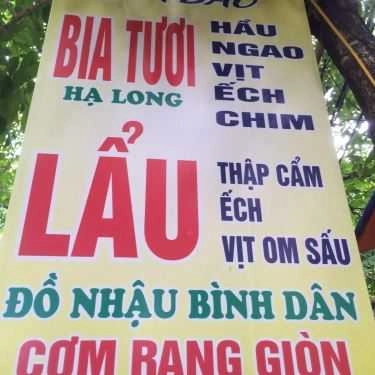 BIA TƯƠI
HẠ LONG
HẦU
NGAO
VỊT
ẾCH
CHIM
LẨU
THẬP CẨM
ẾCH
VỊT OM SẤU
ĐỒ NHẬU BÌNH DÂN
CƠM RANG GIÒN